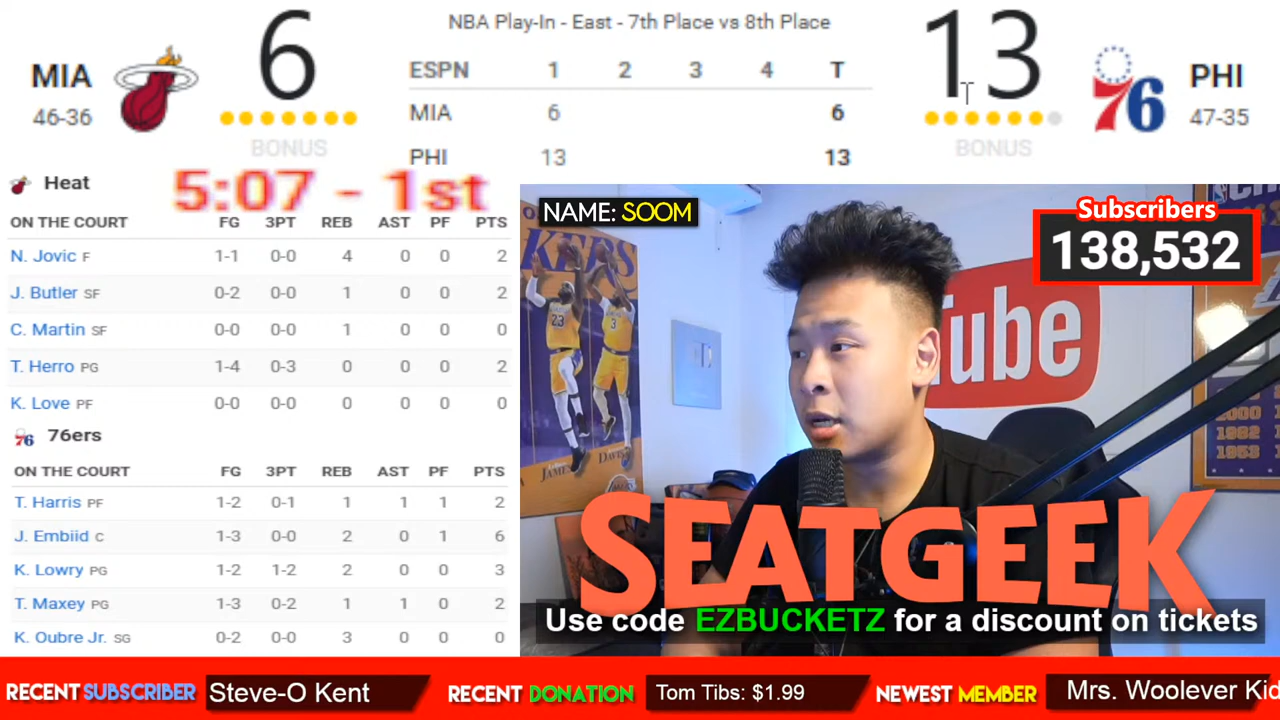 NBA Play-In - East - 7th Place vs 8th Place
MIA
46-36
6
BONUS
ESPN 1 2 3 4 T
MIA 6 6
PHI 13 13
13
BONUS
76
PHI
47-35
5:07 - 1st
Heat
ON THE COURT FG 3PT REB AST PF PTS
N. Jovic F 1-1 0-0 4 0 0 2
J. Butler SF 0-2 0-0 1 0 0 2
C. Martin SF 0-0 0-0 1 0 0 0
T. Herro PG 1-4 0-3 0 0 0 2
K. Love PF 0-0 0-0 0 0 0 0
76 76ers
ON THE COURT FG 3PT REB AST PF PTS
T. Harris PF 1-2 0-1 1 1 1 2
J. Embiid C 1-3 0-0 2 0 1 6
K. Lowry PG 1-2 1-2 2 0 0 3
T. Maxey PG 1-3 0-2 1 1 0 2
K. Oubre Jr. SG 0-2 0-0 3 0 0 0
NAME: SOOM
Subscribers
138,532
KERS
23
3
JAMES
DAVIS
Tube
2000
SEATGEEK
Use code EZBUCKETZ for a discount on tickets
RECENT SUBSCRIBER Steve-O Kent
RECENT DONATION Tom Tibs: $1.99
NEWEST MEMBER Mrs. Woolever Kid